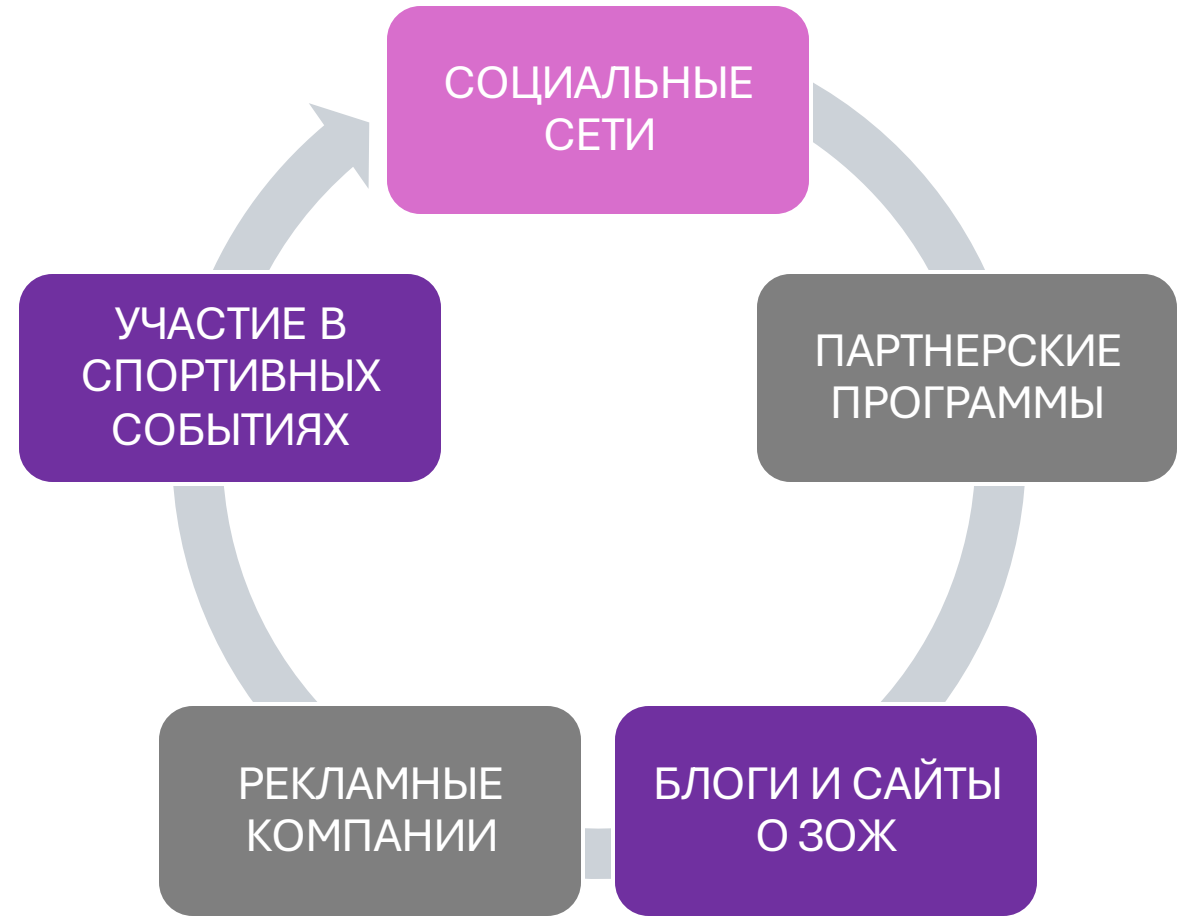 СОЦИАЛЬНЫЕ
СЕТИ
ПАРТНЕРСКИЕ
ПРОГРАММЫ
БЛОГИ И САЙТЫ
О ЗОЖ
РЕКЛАМНЫЕ
КОМПАНИИ
УЧАСТИЕ В
СПОРТИВНЫХ
СОБЫТИЯХ